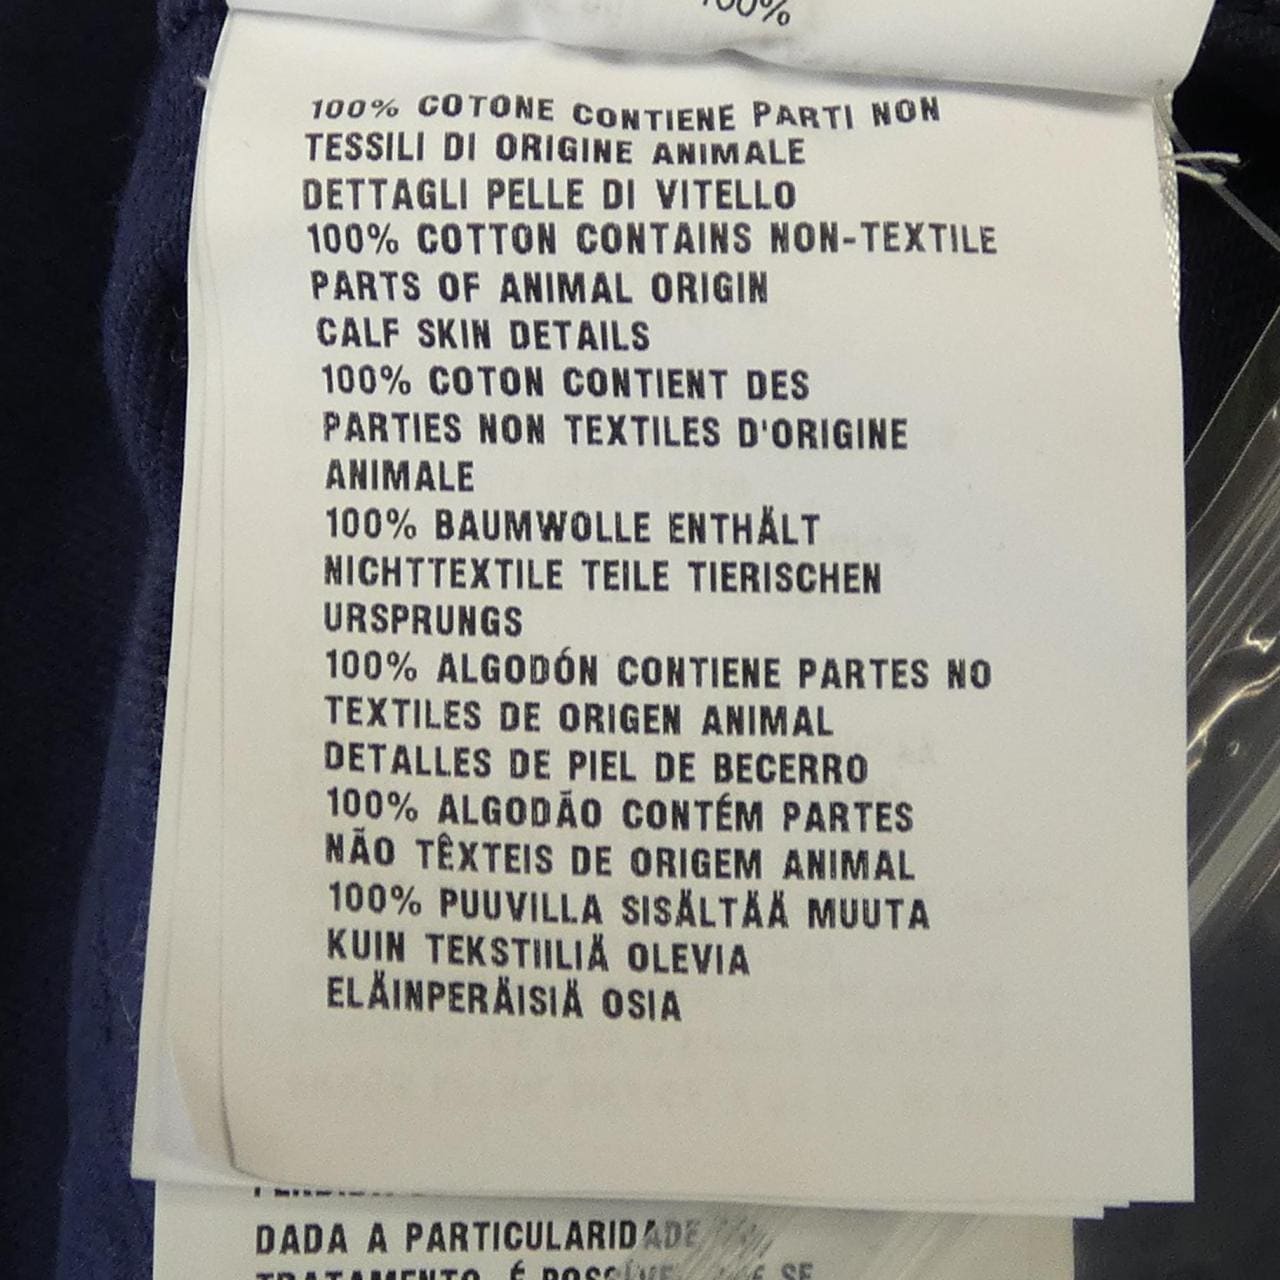 100%
100% COTONE CONTIENE PARTI NON
TESSILI DI ORIGINE ANIMALE
DETTAGLI PELLE DI VITELLO
100% COTTON CONTAINS NON-TEXTILE
PARTS OF ANIMAL ORIGIN
CALF SKIN DETAILS
100% COTON CONTIENT DES
PARTIES NON TEXTILES D'ORIGINE
ANIMALE
100% BAUMWOLLE ENTHÄLT
NICHTTEXTILE TEILE TIERISCHEN
URSPRUNGS
100% ALGODÓN CONTIENE PARTES NO
TEXTILES DE ORIGEN ANIMAL
DETALLES DE PIEL DE BECERRO
100% ALGODÃO CONTÉM PARTES
NÃO TÊXTEIS DE ORIGEM ANIMAL
100% PUUVILLA SISÄLTÄÄ MUUTA
KUIN TEKSTIILIÄ OLEVIA
ELÄINPERÄISIÄ OSIA
DADA A PARTICULARIDADE
TRATAMENTO, É SE